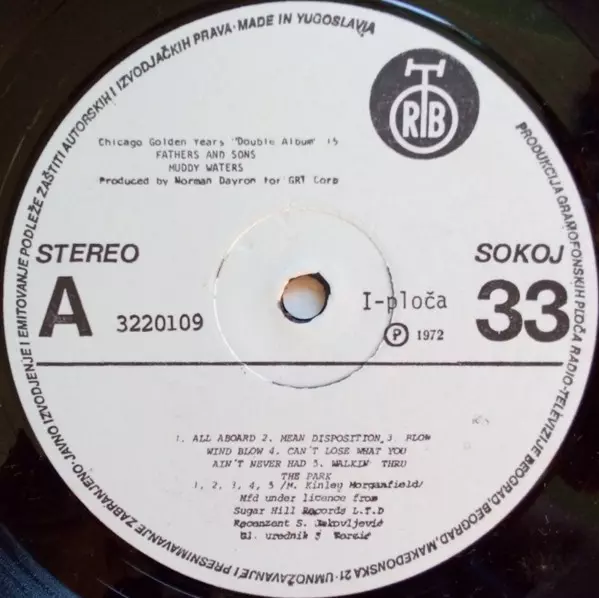 JAVNO IZVODJENJE I EMITOVANJE PODLEŽE ZAŠTITI AUTORSKIH I IZVODJAČKIH PRAVA · MADE IN YUGOSLAVIA
PRODUKCIJA GRAMOFONSKIH PLOČA RADIO-TELEVIZIJE BEOGRAD, BEOGRAD, MAKEDONSKA 21 · UMNOŽAVANJE I PRESNIMAVANJE ZABRANJENO ·
RTB
Chicago Golden Years "Double Album" 15
FATHERS AND SONS
MUDDY WATERS
Produced by Norman Dayron for GRT Corp
STEREO
SOKOJ
A
3220109
I-ploča
33
P 1972
1. ALL ABOARD 2. MEAN DISPOSITION 3. BLOW
WIND BLOW 4. CAN'T LOSE WHAT YOU
AIN'T NEVER HAD 5. WALKIN' THRU
THE PARK
1, 2, 3, 4, 5 /M. Kinley Morganfield/
Mfd under licence from
Sugar Hill Records L.T.D
Recenzent S. Jakovljević
urednik